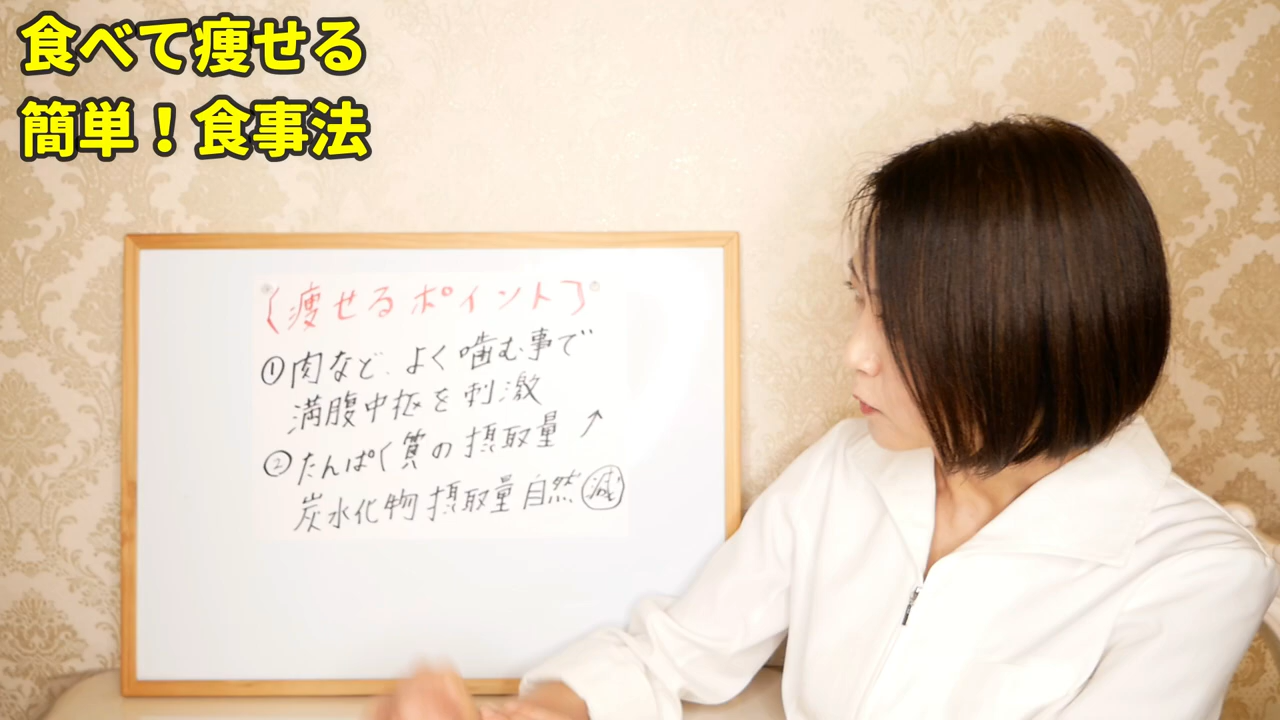 食べて痩せる
簡単！食事法
〔痩せるポイント〕
①肉など、よく噛む事で
満腹中枢を刺激
②たんぱく質の摂取量↑
炭水化物摂取量自然減